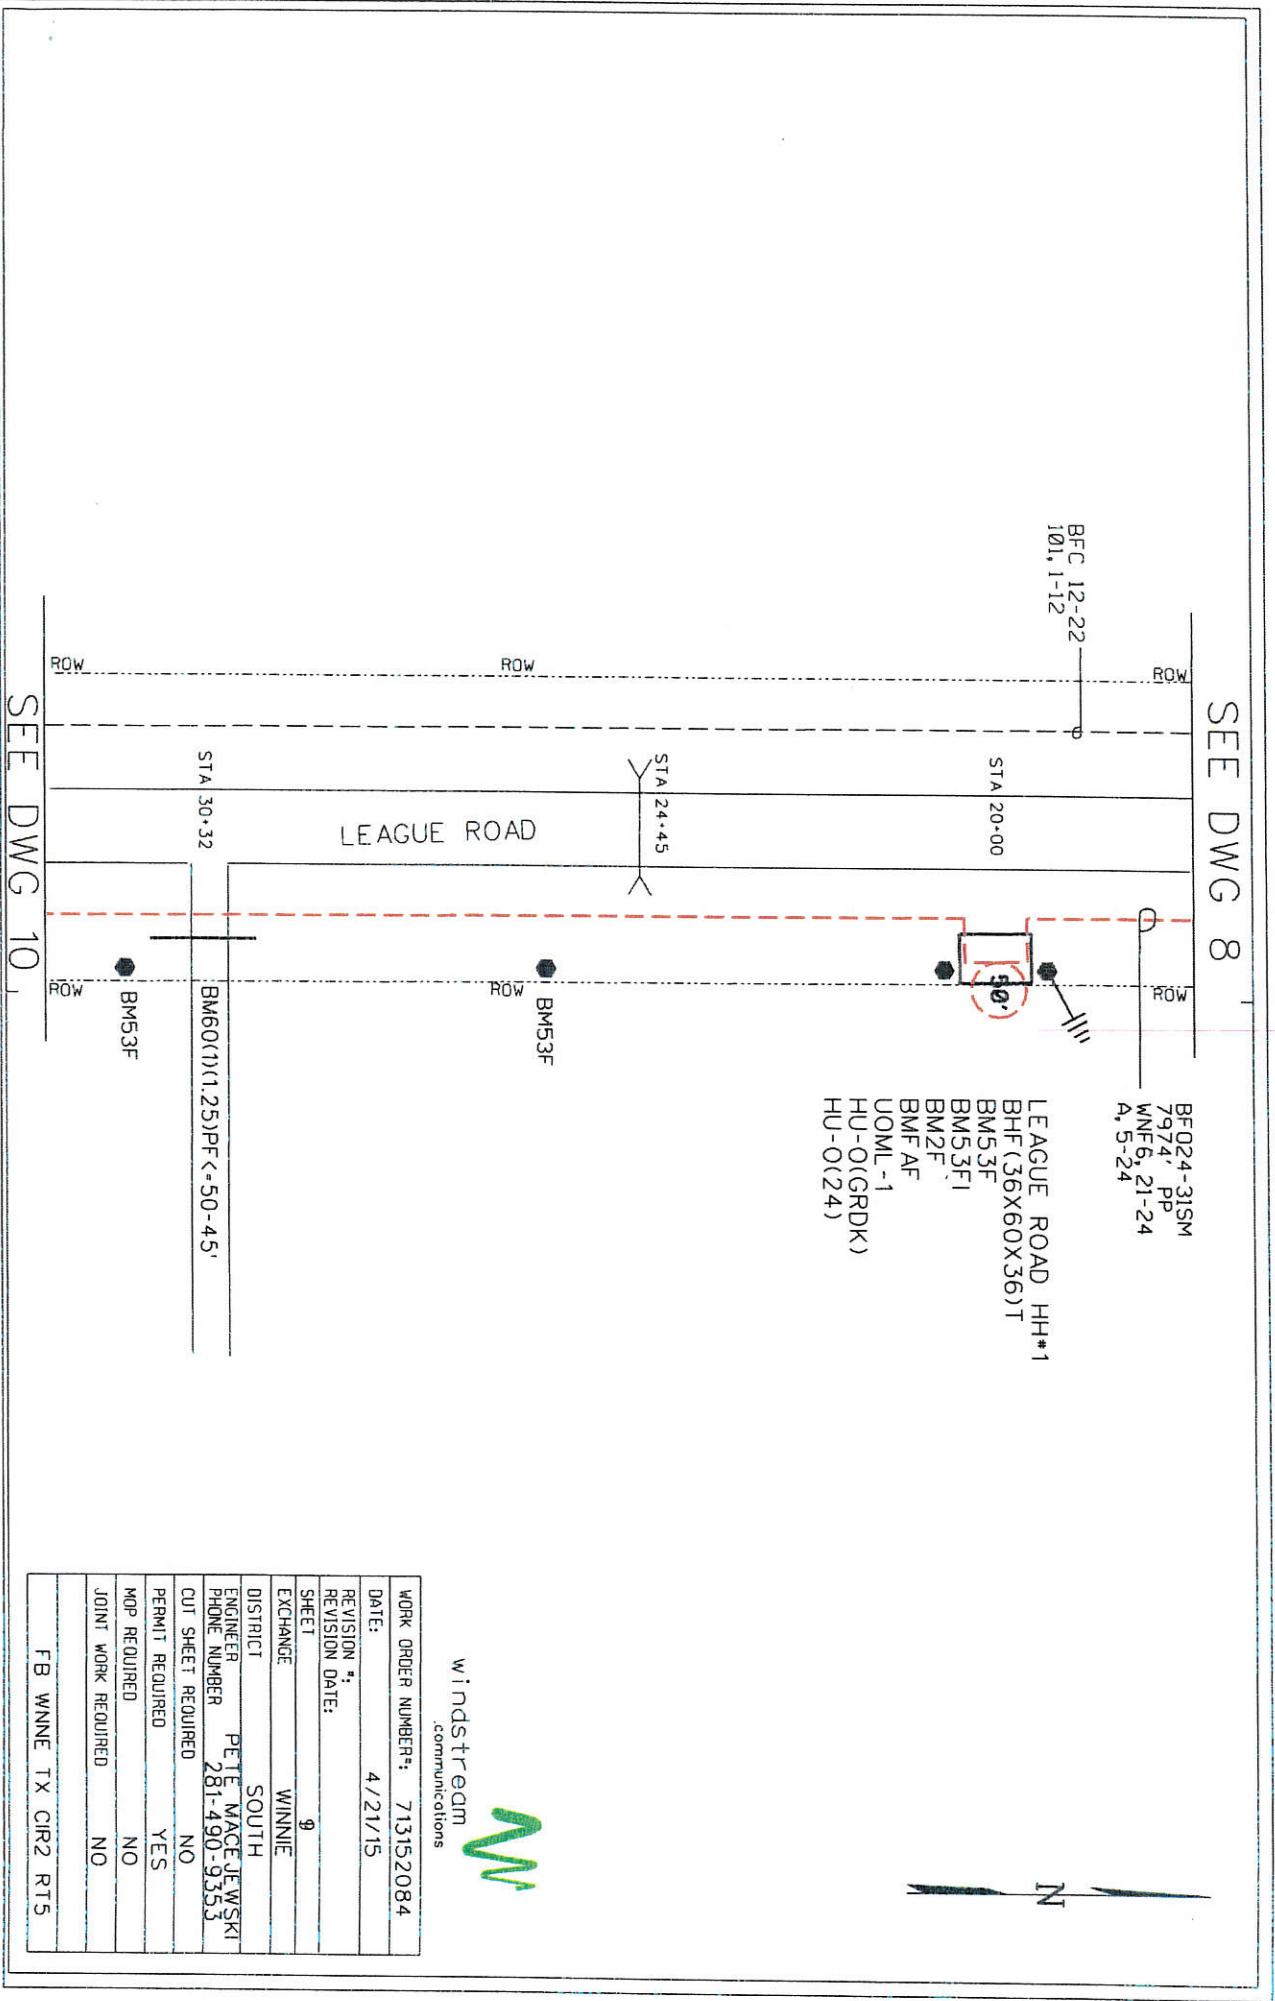 SEE DWG 8
BFC 12-22
101, 1-12
ROW
ROW
STA 20+00
BFO24-31SM
7974' PP
WNF6, 21-24
A, 5-24
50'
LEAGUE ROAD HH#1
BHF(36X60X36)T
BM53F
BM53F1
BM2F
BMFAF
UOML-1
HU-O(GRDK)
HU-O(24)
STA 24+45
ROW
LEAGUE ROAD
ROW
BM53F
STA 30+32
BM60(1)(1.25)PF<=50-45'
BM53F
ROW
ROW
SEE DWG 10
windstream
communications
N
WORK ORDER NUMBER#: 713152084
DATE: 4/21/15
REVISION #:
REVISION DATE:
SHEET 9
EXCHANGE WINNIE
DISTRICT SOUTH
ENGINEER PETE MACEJEWSKI
PHONE NUMBER 281-490-9353
CUT SHEET REQUIRED NO
PERMIT REQUIRED YES
MOP REQUIRED NO
JOINT WORK REQUIRED NO
FB WNNE TX CIR2 RT5